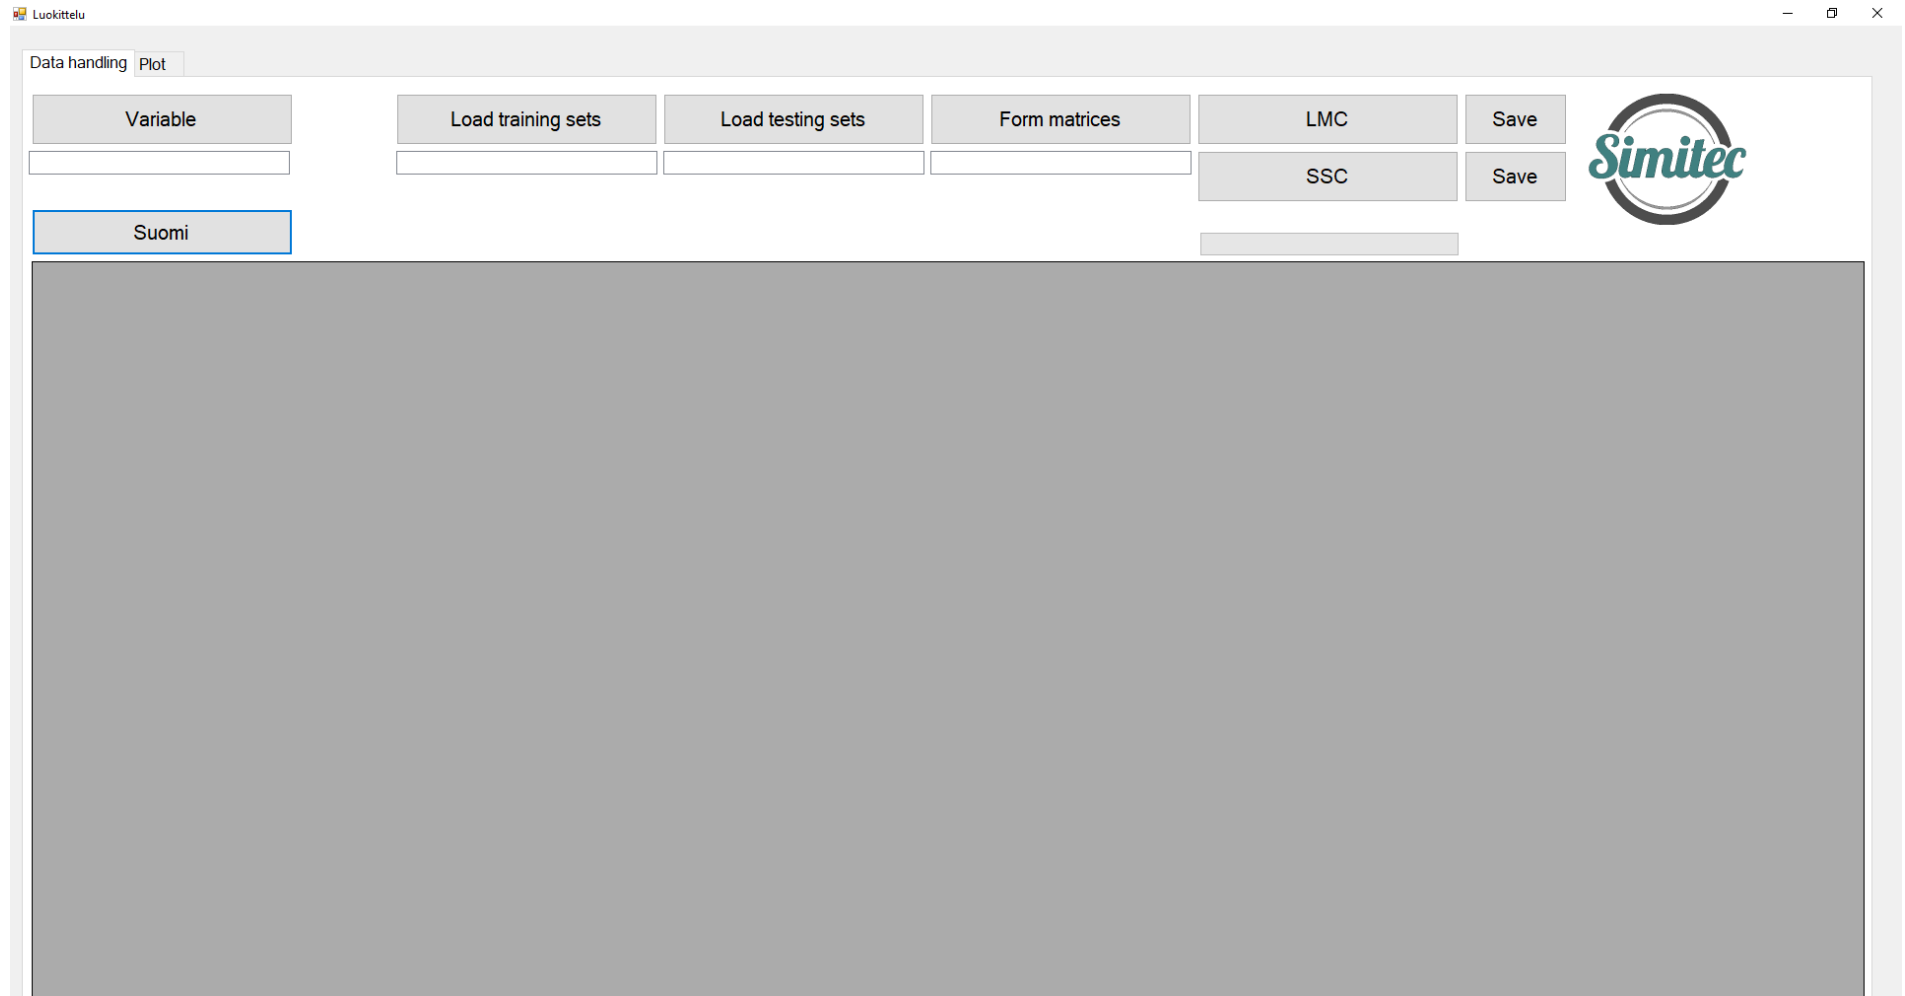 Luokittelu
Data handling Plot
Variable Load training sets Load testing sets Form matrices LMC Save
SSC Save
Simitec
Suomi